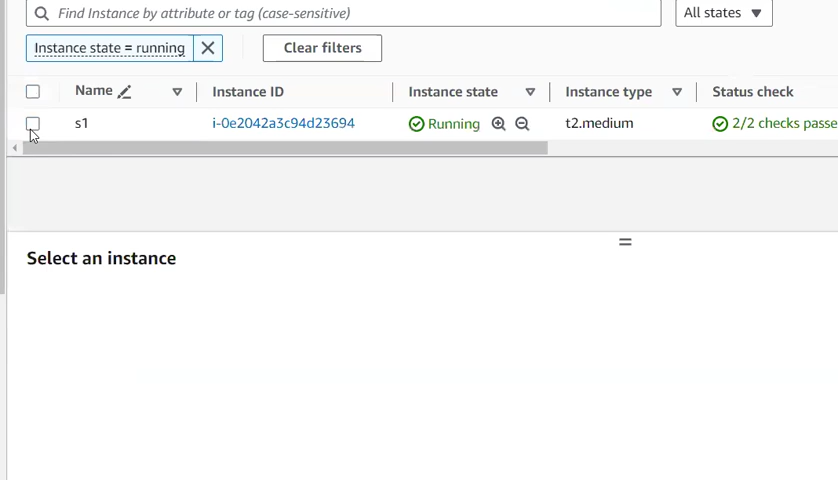 Find Instance by attribute or tag (case-sensitive)
All states
Instance state = running
Clear filters
Name Instance ID Instance state Instance type Status check
s1 i-0e2042a3c94d23694 Running t2.medium 2/2 checks passe
Select an instance